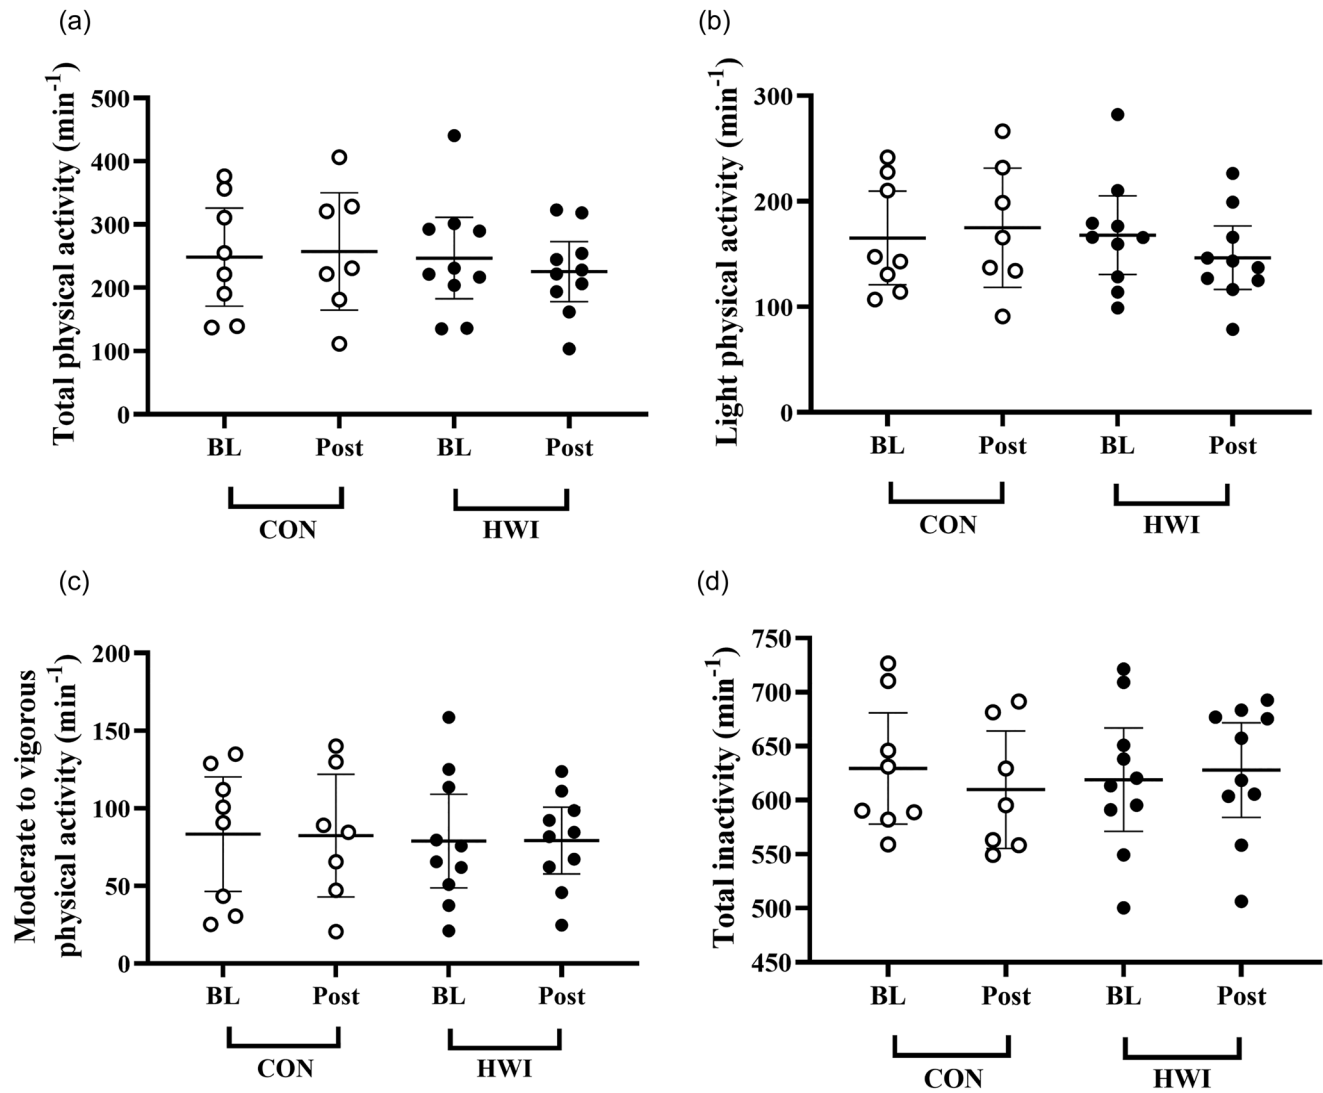 (a)
Total physical activity (min⁻¹)
500
400
300
200
100
0
BL Post BL Post
CON HWI
(b)
Light physical activity (min⁻¹)
300
200
100
0
BL Post BL Post
CON HWI
(c)
Moderate to vigorous
physical activity (min⁻¹)
200
150
100
50
0
BL Post BL Post
CON HWI
(d)
Total inactivity (min⁻¹)
750
700
650
600
550
500
450
BL Post BL Post
CON HWI